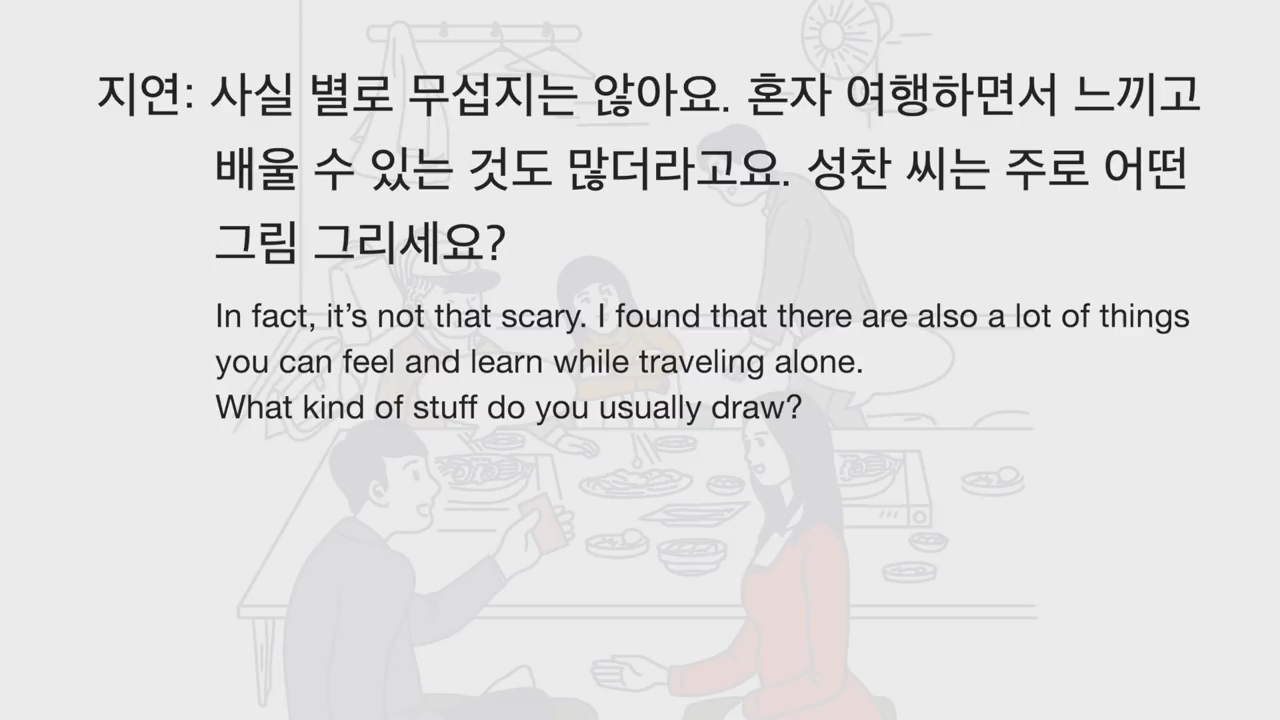 지연: 사실 별로 무섭지는 않아요. 혼자 여행하면서 느끼고
배울 수 있는 것도 많더라고요. 성찬 씨는 주로 어떤
그림 그리세요?
In fact, it’s not that scary. I found that there are also a lot of things
you can feel and learn while traveling alone.
What kind of stuff do you usually draw?